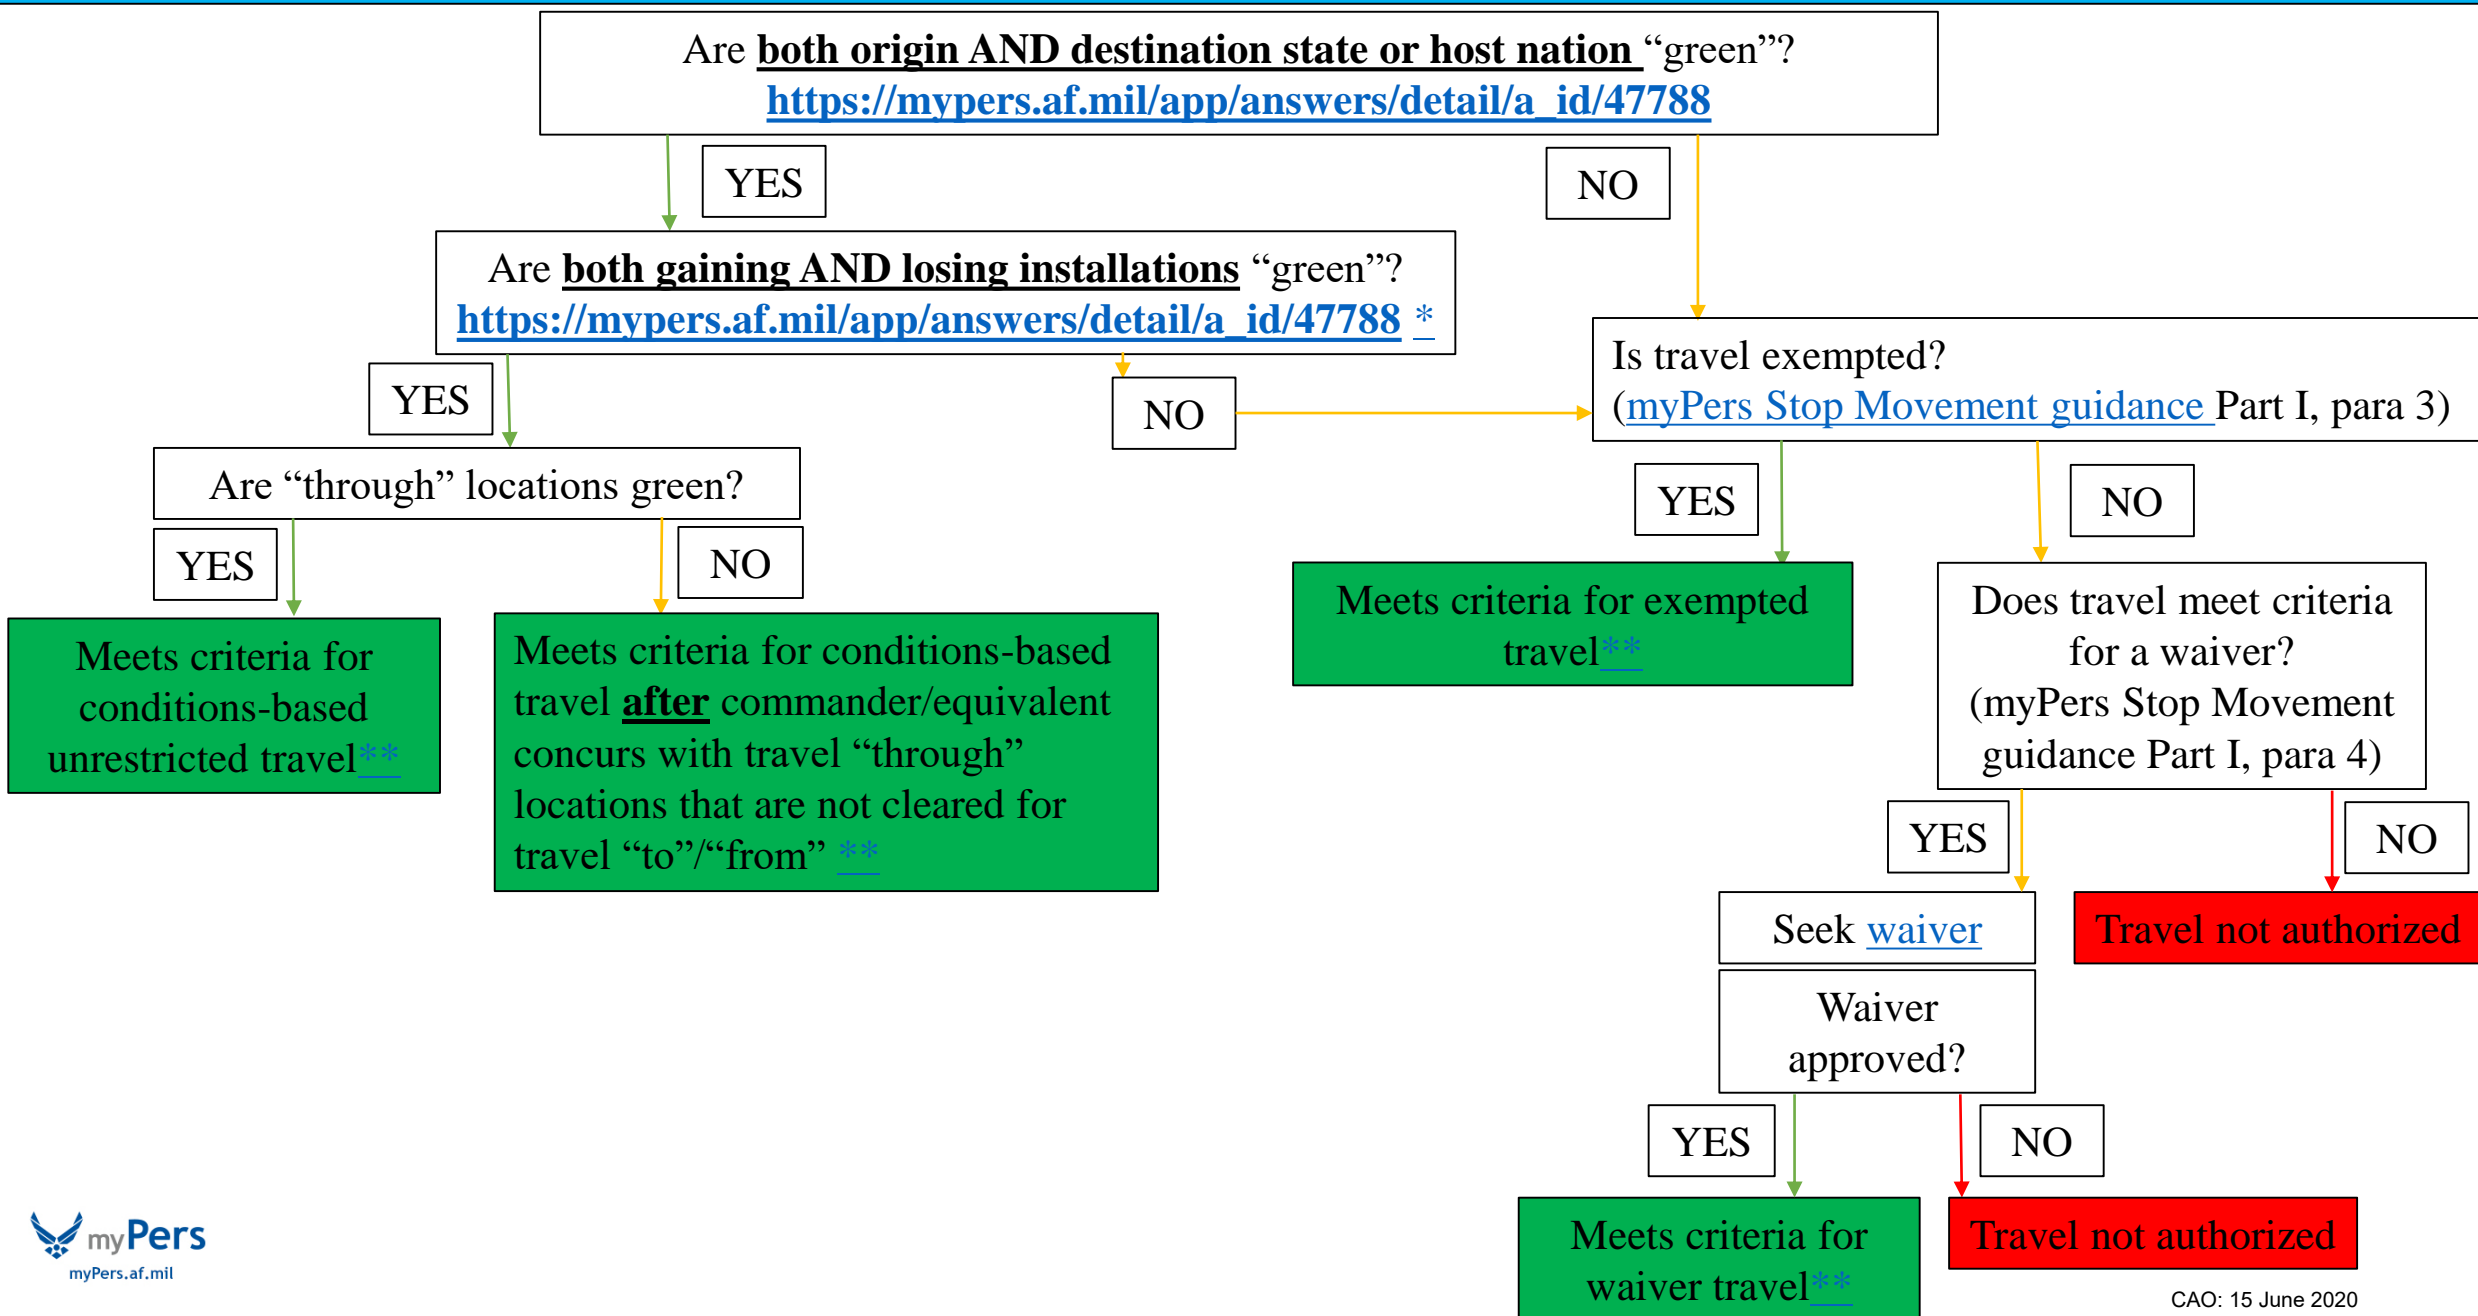 Are both origin AND destination state or host nation “green”?
https://mypers.af.mil/app/answers/detail/a_id/47788
YES
NO
Are both gaining AND losing installations “green”?
https://mypers.af.mil/app/answers/detail/a_id/47788 *
YES
NO
Is travel exempted?
(myPers Stop Movement guidance Part I, para 3)
Are “through” locations green?
YES
NO
YES
NO
Meets criteria for
conditions-based
unrestricted travel**
Meets criteria for conditions-based
travel after commander/equivalent
concurs with travel “through”
locations that are not cleared for
travel “to”/“from” **
Meets criteria for exempted
travel**
Does travel meet criteria
for a waiver?
(myPers Stop Movement
guidance Part I, para 4)
YES
NO
Seek waiver
Travel not authorized
Waiver
approved?
YES
NO
Meets criteria for
waiver travel**
Travel not authorized
myPers
myPers.af.mil
CAO: 15 June 2020